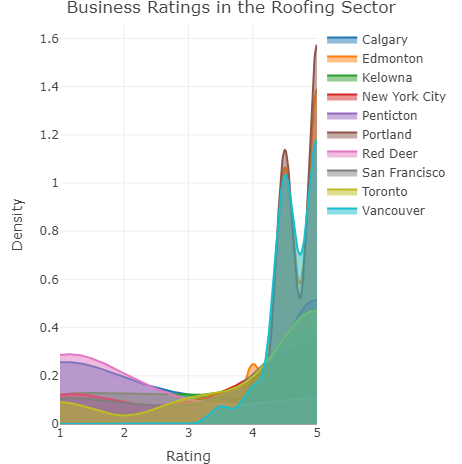 Business Ratings in the Roofing Sector
1.6
1.4
1.2
1
0.8
0.6
0.4
0.2
0
Density
1
2
3
4
5
Rating
Calgary
Edmonton
Kelowna
New York City
Penticton
Portland
Red Deer
San Francisco
Toronto
Vancouver